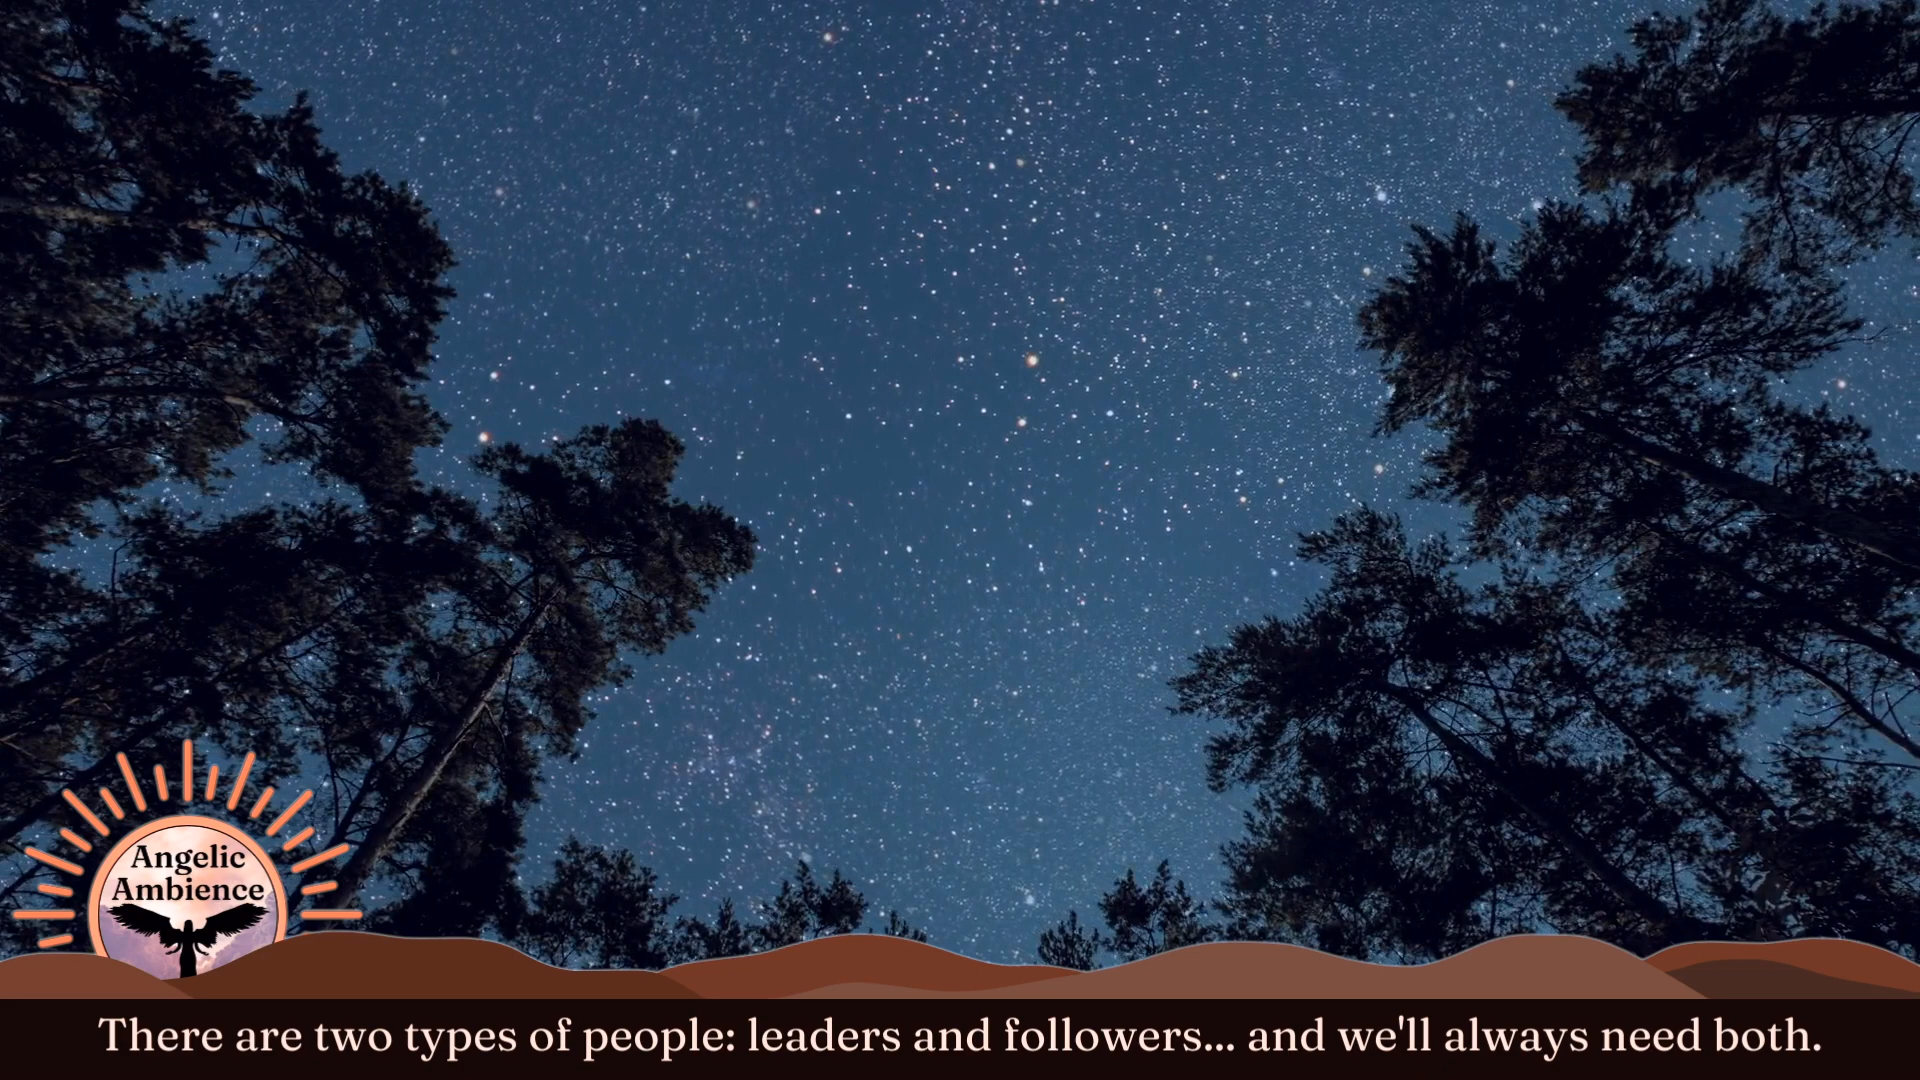 Angelic
Ambience
There are two types of people: leaders and followers... and we'll always need both.